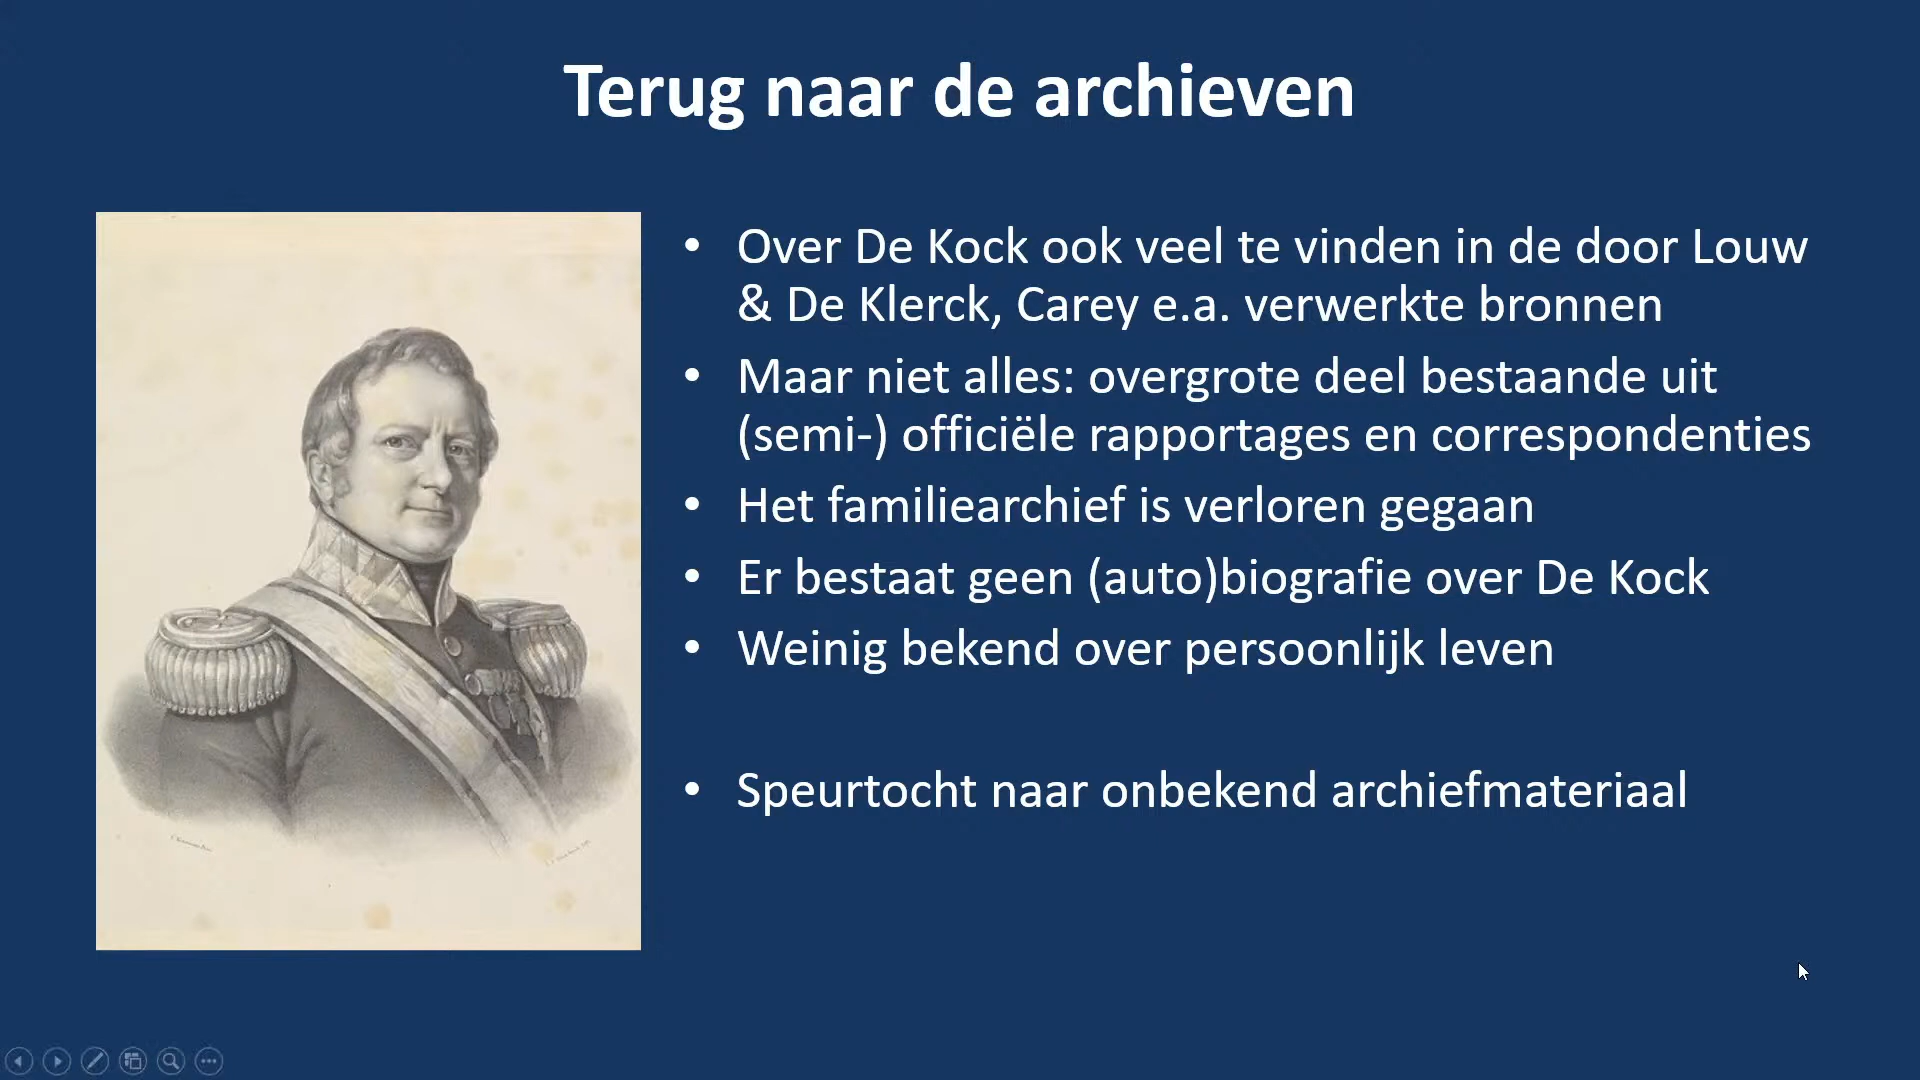 Terug naar de archieven
• Over De Kock ook veel te vinden in de door Louw
& De Klerck, Carey e.a. verwerkte bronnen
• Maar niet alles: overgrote deel bestaande uit
(semi-) officiële rapportages en correspondenties
• Het familiearchief is verloren gegaan
• Er bestaat geen (auto)biografie over De Kock
• Weinig bekend over persoonlijk leven
• Speurtocht naar onbekend archiefmateriaal